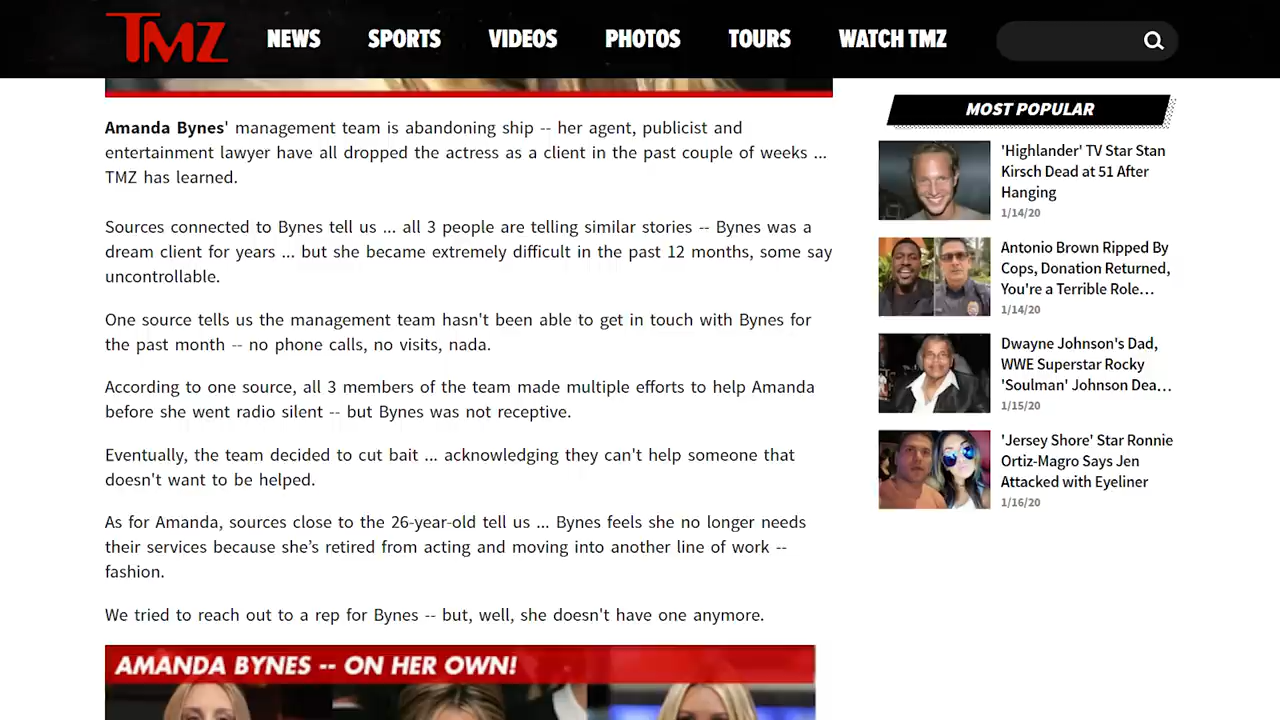 TMZ
NEWS
SPORTS
VIDEOS
PHOTOS
TOURS
WATCH TMZ
Amanda Bynes' management team is abandoning ship -- her agent, publicist and
entertainment lawyer have all dropped the actress as a client in the past couple of weeks ...
TMZ has learned.
Sources connected to Bynes tell us ... all 3 people are telling similar stories -- Bynes was a
dream client for years ... but she became extremely difficult in the past 12 months, some say
uncontrollable.
One source tells us the management team hasn't been able to get in touch with Bynes for
the past month -- no phone calls, no visits, nada.
According to one source, all 3 members of the team made multiple efforts to help Amanda
before she went radio silent -- but Bynes was not receptive.
Eventually, the team decided to cut bait ... acknowledging they can't help someone that
doesn't want to be helped.
As for Amanda, sources close to the 26-year-old tell us ... Bynes feels she no longer needs
their services because she’s retired from acting and moving into another line of work --
fashion.
We tried to reach out to a rep for Bynes -- but, well, she doesn't have one anymore.
AMANDA BYNES -- ON HER OWN!
MOST POPULAR
'Highlander' TV Star Stan
Kirsch Dead at 51 After
Hanging
1/14/20
Antonio Brown Ripped By
Cops, Donation Returned,
You're a Terrible Role...
1/14/20
Dwayne Johnson's Dad,
WWE Superstar Rocky
'Soulman' Johnson Dea...
1/15/20
'Jersey Shore' Star Ronnie
Ortiz-Magro Says Jen
Attacked with Eyeliner
1/16/20